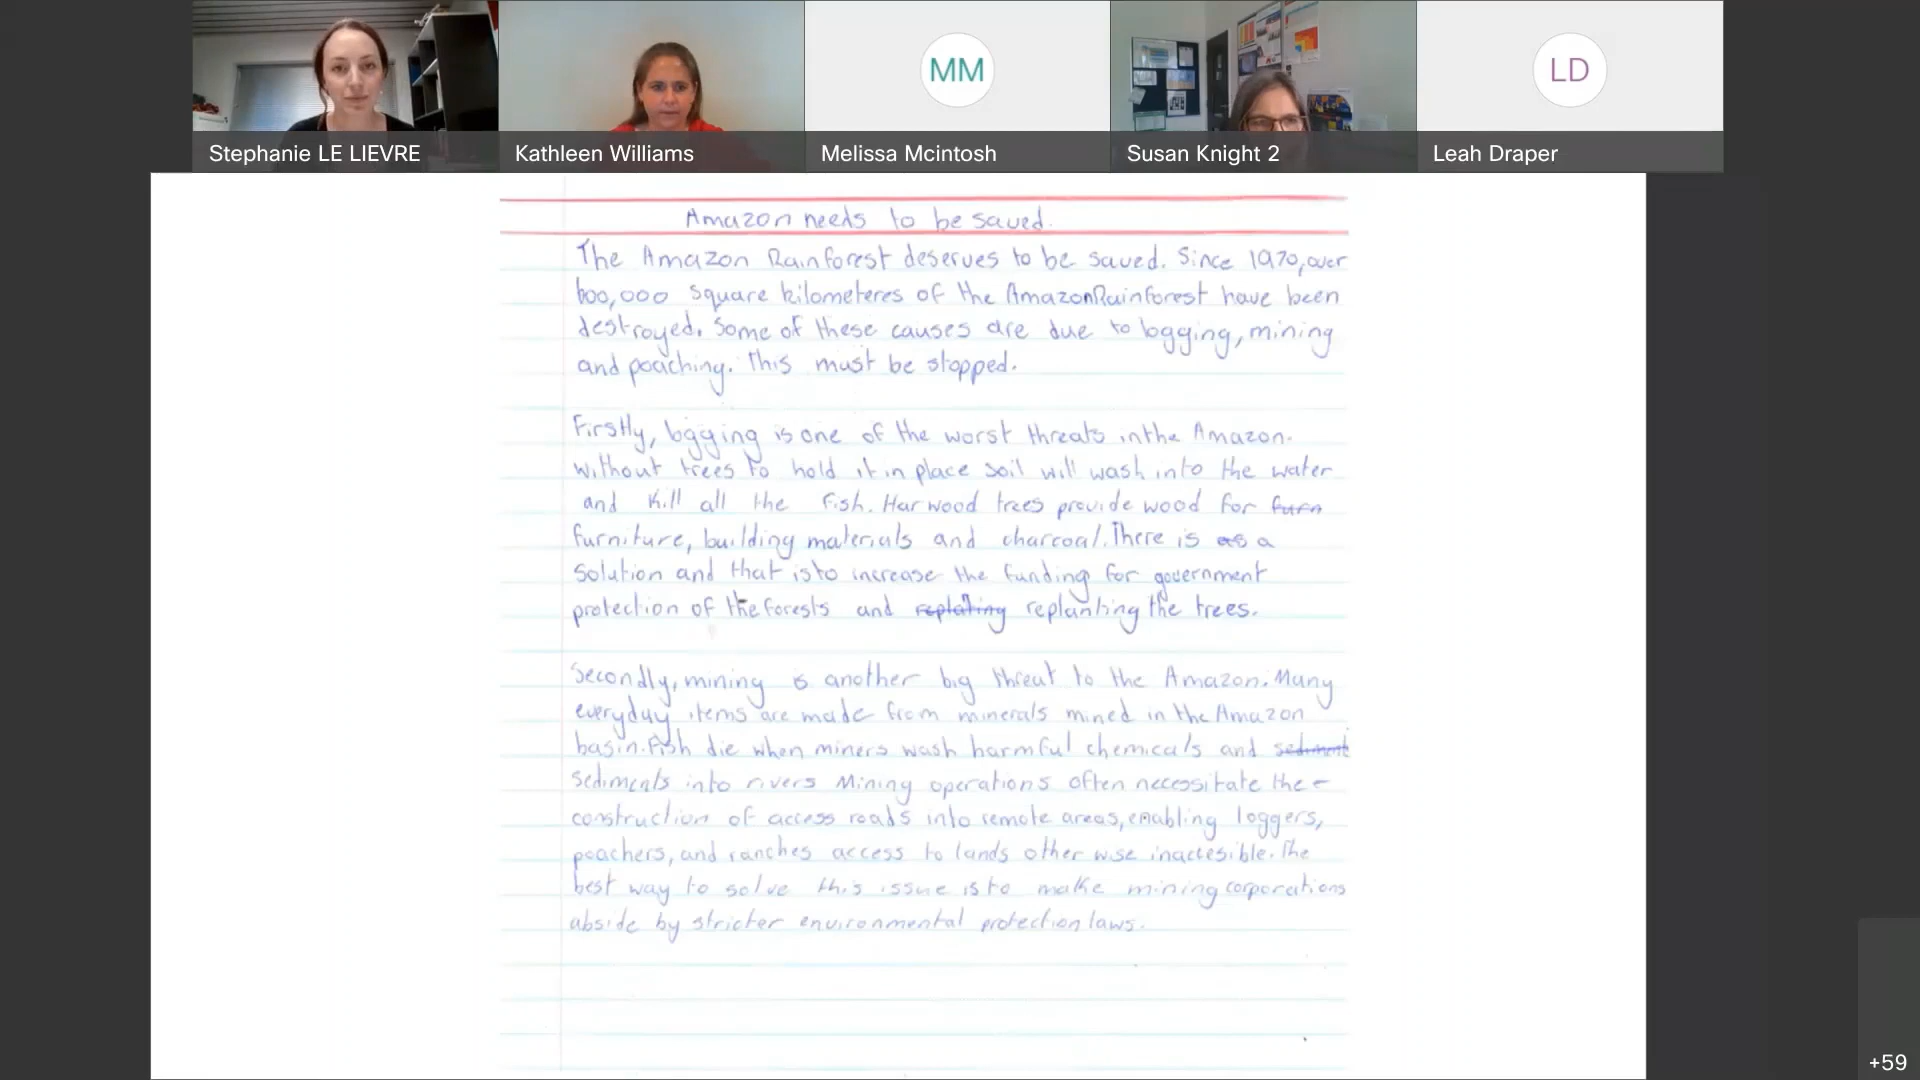 MM
LD
Stephanie LE LIEVRE
Kathleen Williams
Melissa Mcintosh
Susan Knight 2
Leah Draper
Amazon needs to be saved.
The Amazon Rainforest deserves to be saved. Since 1970, over
600,000 square kilometeres of the Amazon Rainforest have been
destroyed. Some of these causes are due to logging, mining
and poaching. This must be stopped.
Firstly, logging is one of the worst threats in the Amazon.
Without trees to hold it in place soil will wash into the water
and kill all the fish. Harwood trees provide wood for furn
furniture, building materials and charcoal. There is as a
solution and that is to increase the funding for government
protection of the forests and replating replanting the trees.
Secondly, mining is another big threat to the Amazon. Many
everyday items are made from minerals mined in the Amazon
basin. Fish die when miners wash harmful chemicals and sediment
sediments into rivers Mining operations often necessitate the
construction of access roads into remote areas, enabling loggers,
poachers, and ranches access to lands other wise inaccesible. The
best way to solve this issue is to make mining corporations
abside by stricter environmental protection laws.
+59